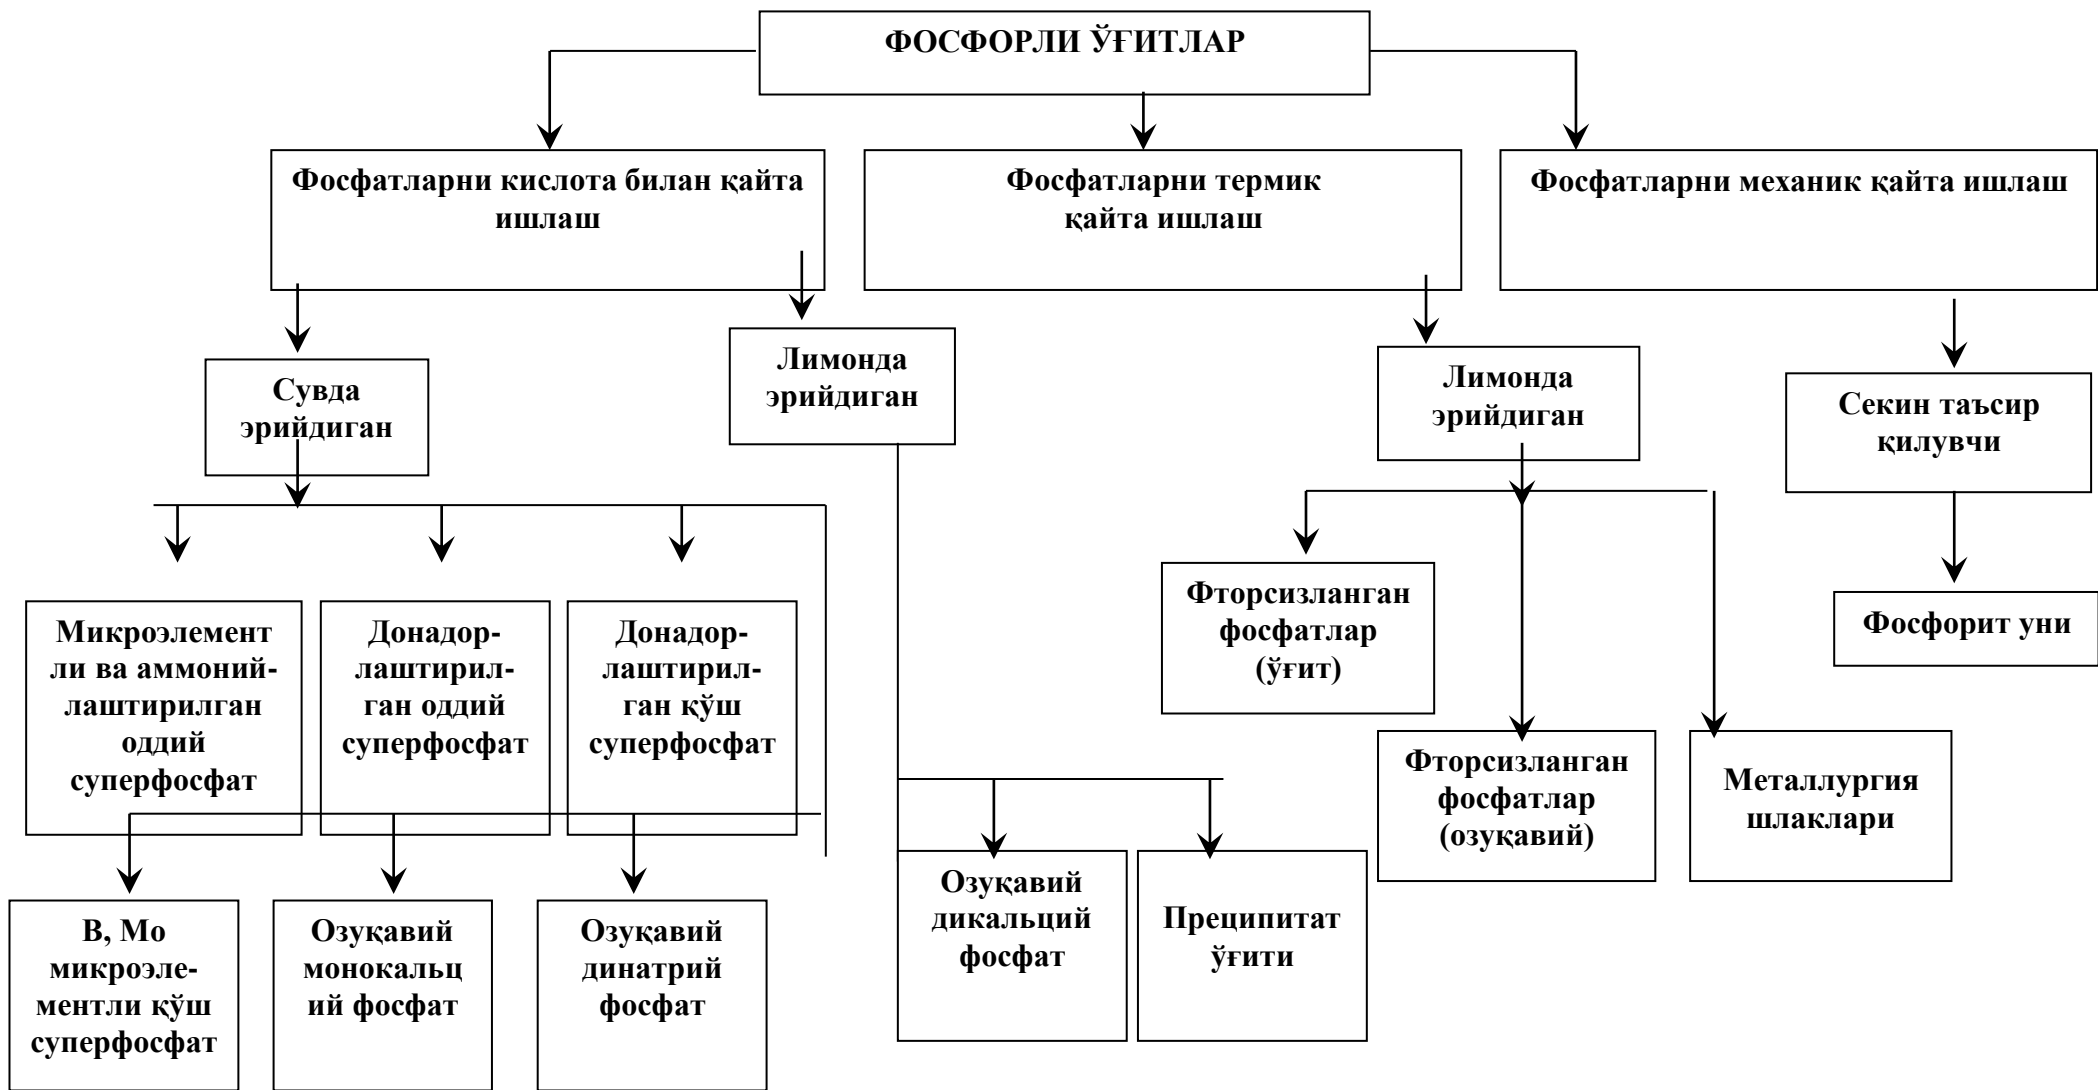 ФОСФОРЛИ ЎҒИТЛАР
Фосфатларни кислота билан қайта
ишлаш
Фосфатларни термик
қайта ишлаш
Фосфатларни механик қайта ишлаш
Сувда
эрийдиган
Лимонда
эрийдиган
Лимонда
эрийдиган
Секин таъсир
қилувчи
Микроэлемент
ли ва аммоний-
лаштирилган
оддий
суперфосфат
Донадор-
лаштирил-
ган оддий
суперфосфат
Донадор-
лаштирил-
ган қўш
суперфосфат
Фторсизланган
фосфатлар
(ўғит)
Фосфорит уни
Фторсизланган
фосфатлар
(озуқавий)
Металлургия
шлаклари
В, Мо
микроэле-
ментли қўш
суперфосфат
Озуқавий
монокальц
ий фосфат
Озуқавий
динатрий
фосфат
Озуқавий
дикальций
фосфат
Преципитат
ўғити